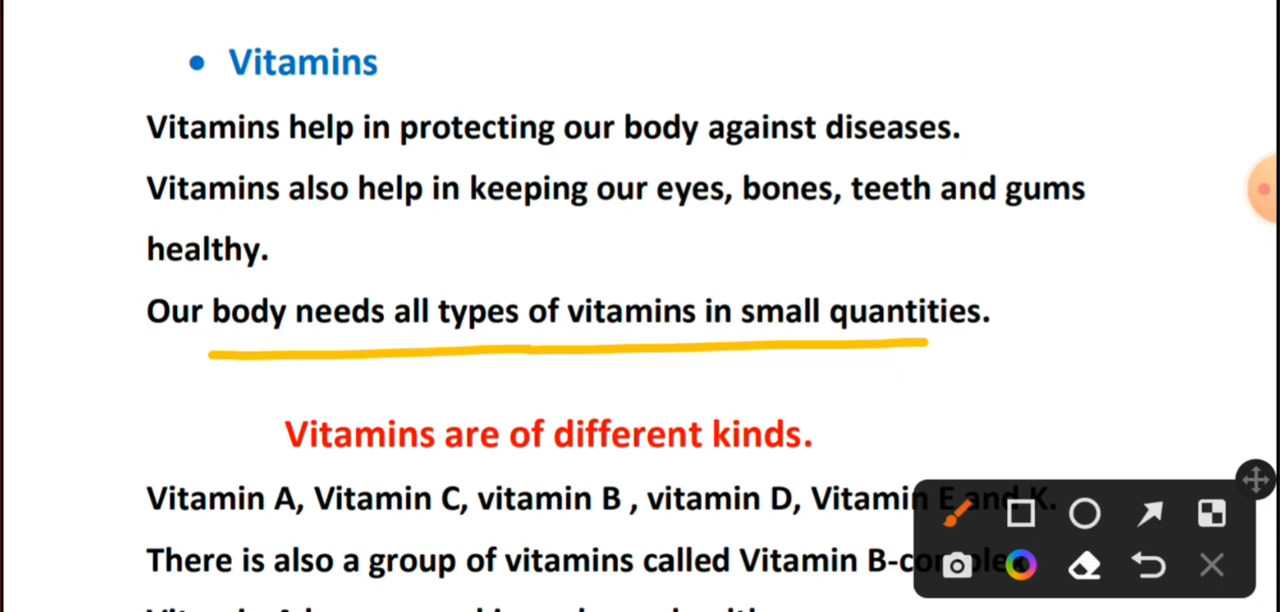 • Vitamins
Vitamins help in protecting our body against diseases.
Vitamins also help in keeping our eyes, bones, teeth and gums
healthy.
Our body needs all types of vitamins in small quantities.
Vitamins are of different kinds.
Vitamin A, Vitamin C, vitamin B , vitamin D, Vitamin E and K.
There is also a group of vitamins called Vitamin B-complex